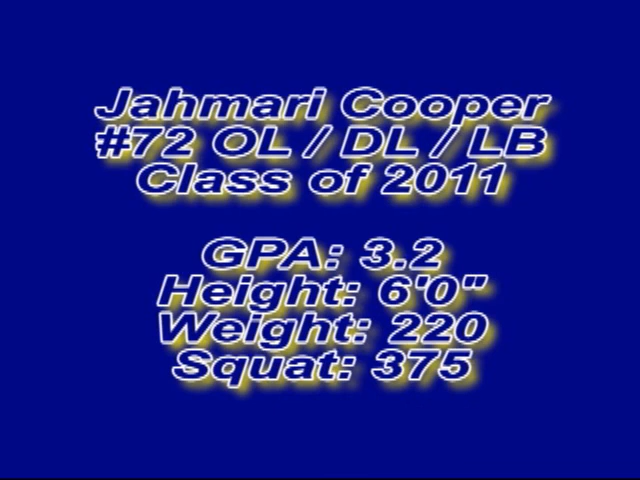 Jahmari Cooper
#72 OL / DL / LB
Class of 2011
GPA: 3.2
Height: 6'0"
Weight: 220
Squat: 375